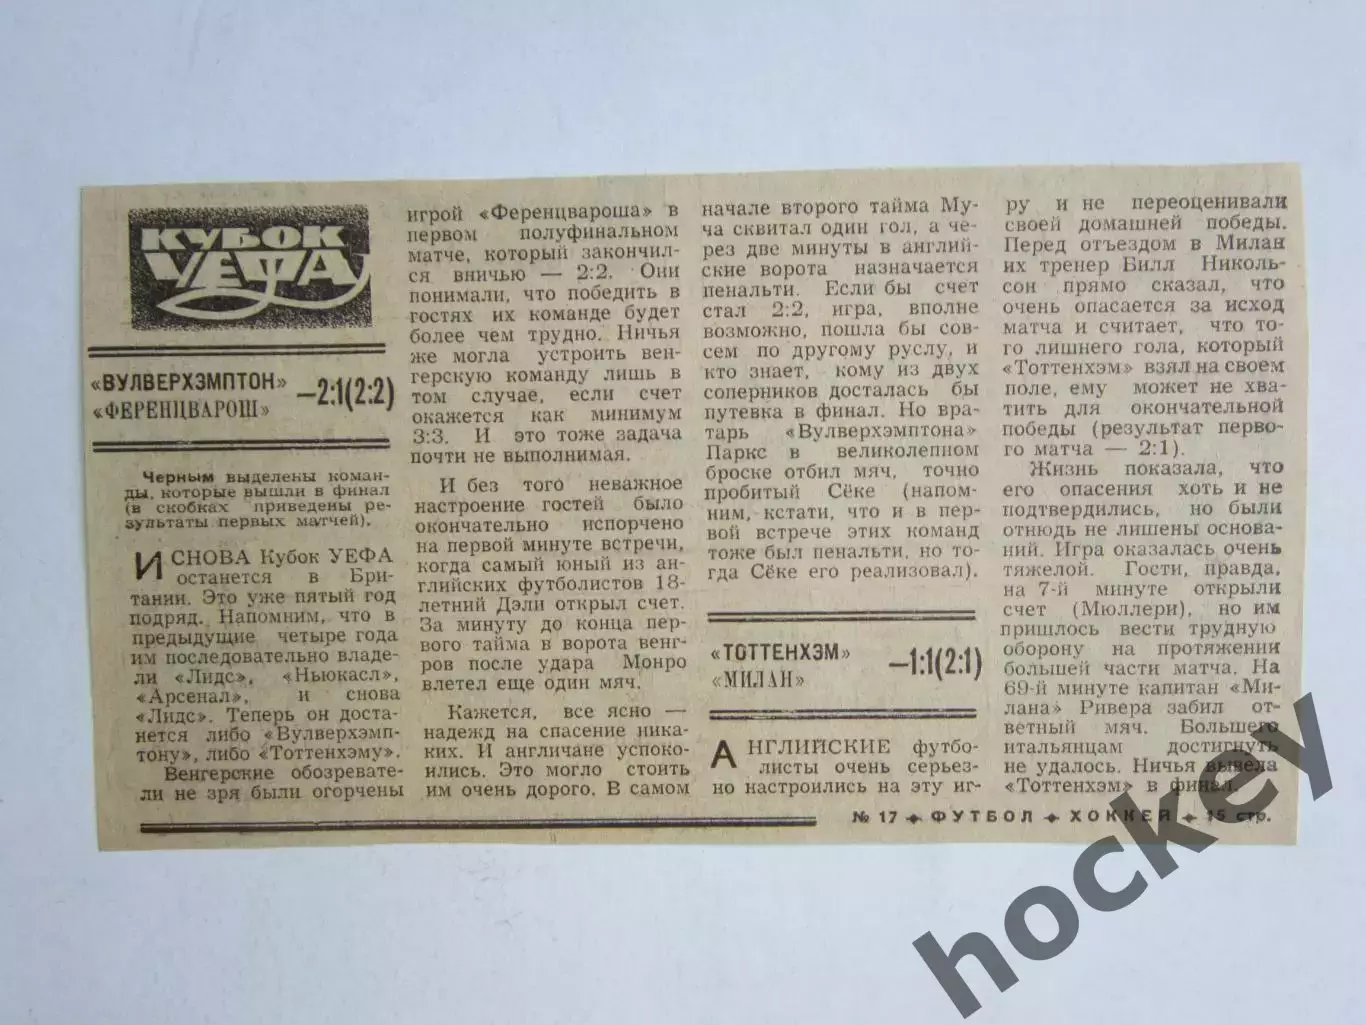 КУБОК
УЕФА
«ВУЛВЕРХЭМПТОН»
«ФЕРЕНЦВАРОШ»
—2:1(2:2)
Черным выделены коман-
ды, которые вышли в финал
(в скобках приведены ре-
зультаты первых матчей).
И СНОВА Кубок УЕФА
останется в Бри-
тании. Это уже пятый год
подряд. Напомним, что в
предыдущие четыре года
им последовательно владе-
ли «Лидс», «Ньюкасл»,
«Арсенал», и снова
«Лидс». Теперь он доста-
нется либо «Вулверхэмп-
тону», либо «Тоттенхэму».
Венгерские обозревате-
ли не зря были огорчены
игрой «Ференцвароша» в
первом полуфинальном
матче, который закончил-
ся вничью — 2:2. Они
понимали, что победить в
гостях их команде будет
более чем трудно. Ничья
же могла устроить вен-
герскую команду лишь в
том случае, если счет
окажется как минимум
3:3. И это тоже задача
почти не выполнимая.
И без того неважное
настроение гостей было
окончательно испорчено
на первой минуте встречи,
когда самый юный из ан-
глийских футболистов 18-
летний Дэли открыл счет.
За минуту до конца пер-
вого тайма в ворота венг-
ров после удара Монро
влетел еще один мяч.
Кажется, все ясно —
надежд на спасение ника-
ких. И англичане успоко-
ились. Это могло стоить
им очень дорого. В самом
начале второго тайма Му-
ча сквитал один гол, а че-
рез две минуты в англий-
ские ворота назначается
пенальти. Если бы счет
стал 2:2, игра, вполне
возможно, пошла бы сов-
сем по другому руслу, и
кто знает, кому из двух
соперников досталась бы
путевка в финал. Но вра-
тарь «Вулверхэмптона»
Паркс в великолепном
броске отбил мяч, точно
пробитый Сёке (напом-
ним, кстати, что и в пер-
вой встрече этих команд
тоже был пенальти, но то-
гда Сёке его реализовал).
«ТОТТЕНХЭМ»
«МИЛАН»
—1:1(2:1)
АНГЛИЙСКИЕ футбо-
листы очень серьез-
но настроились на эту иг-
ру и не переоценивали
своей домашней победы.
Перед отъездом в Милан
их тренер Билл Николь-
сон прямо сказал, что
очень опасается за исход
матча и считает, что то-
го лишнего гола, который
«Тоттенхэм» взял на своем
поле, ему может не хва-
тить для окончательной
победы (результат перво-
го матча — 2:1).
Жизнь показала, что
его опасения хоть и не
подтвердились, но были
отнюдь не лишены основа-
ний. Игра оказалась очень
тяжелой. Гости, правда,
на 7-й минуте открыли
счет (Мюллери), но им
пришлось вести трудную
оборону на протяжении
большей части матча. На
69-й минуте капитан «Ми-
лана» Ривера забил от-
ветный мяч. Большего
итальянцам достигнуть
не удалось. Ничья вывела
«Тоттенхэм» в финал.
№ 17 ФУТБОЛ ХОККЕЙ 15 стр.
hockey